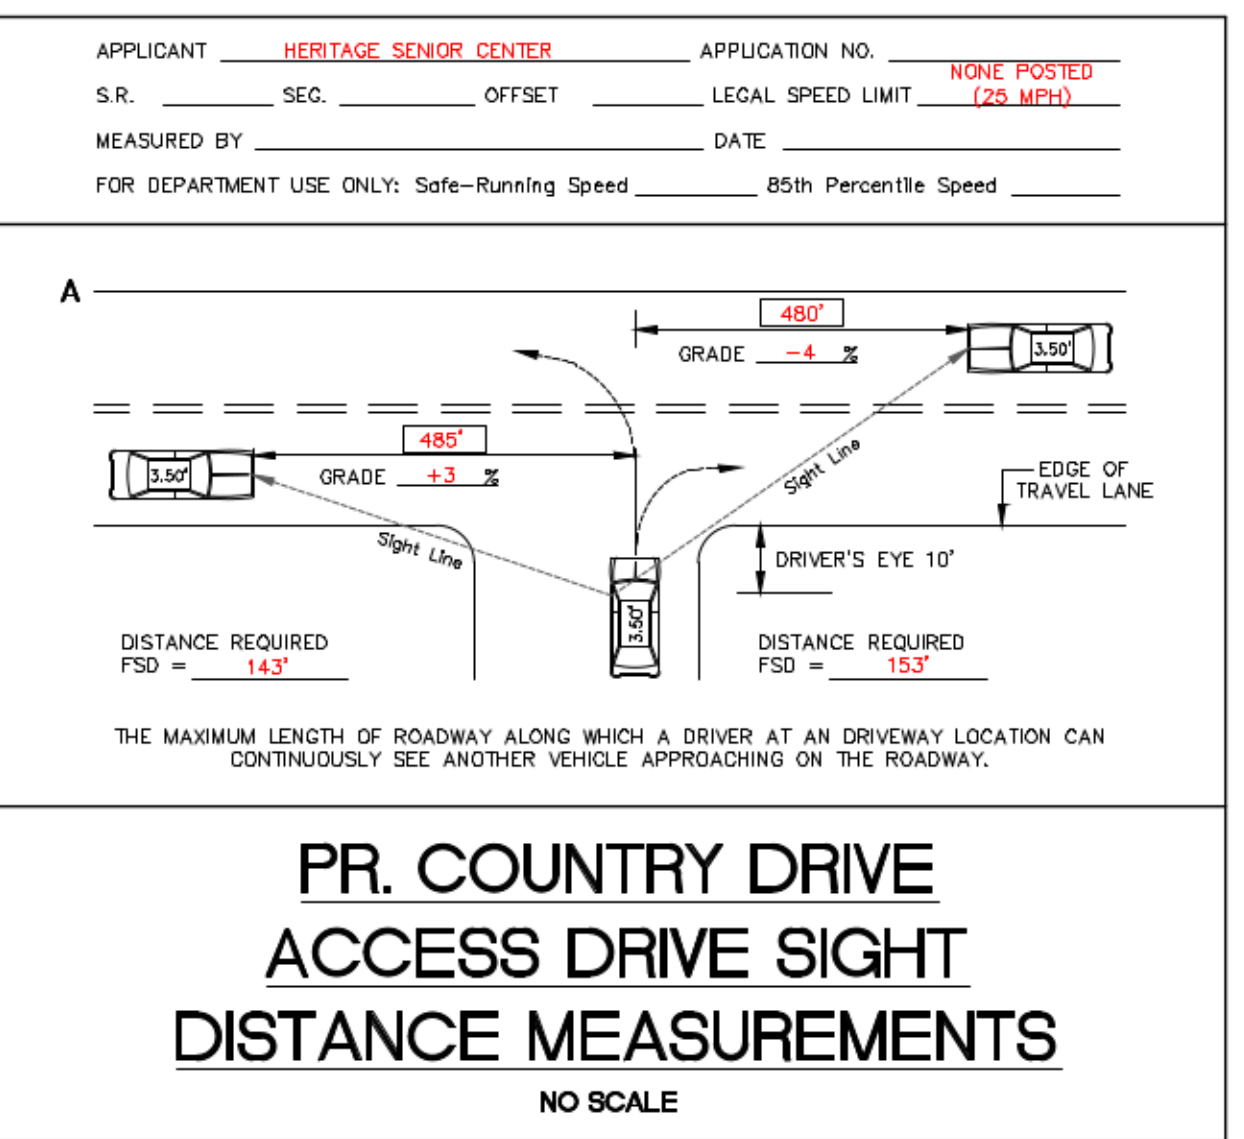 APPLICANT HERITAGE SENIOR CENTER APPLICATION NO.
NONE POSTED
S.R. SEG. OFFSET LEGAL SPEED LIMIT (25 MPH)
MEASURED BY DATE
FOR DEPARTMENT USE ONLY: Safe-Running Speed 85th Percentile Speed
A
480'
GRADE -4 %
3.50'
485'
GRADE +3 %
3.50'
Sight Line
Sight Line
EDGE OF
TRAVEL LANE
DRIVER'S EYE 10'
3.50'
DISTANCE REQUIRED
FSD = 143'
DISTANCE REQUIRED
FSD = 153'
THE MAXIMUM LENGTH OF ROADWAY ALONG WHICH A DRIVER AT AN DRIVEWAY LOCATION CAN
CONTINUOUSLY SEE ANOTHER VEHICLE APPROACHING ON THE ROADWAY.
PR. COUNTRY DRIVE
ACCESS DRIVE SIGHT
DISTANCE MEASUREMENTS
NO SCALE